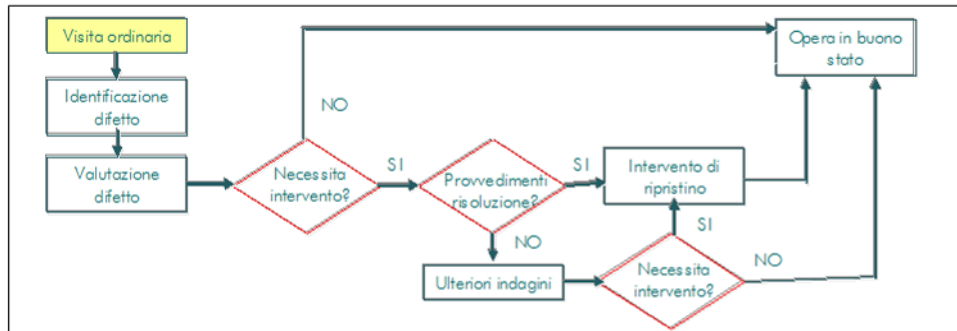 Visita ordinaria
Identificazione
difetto
Valutazione
difetto
NO
Necessita
intervento?
SI
Provvedimenti
risoluzione?
SI
Intervento di
ripristino
Opera in buono
stato
NO
Ulteriori indagini
SI
Necessita
intervento?
NO